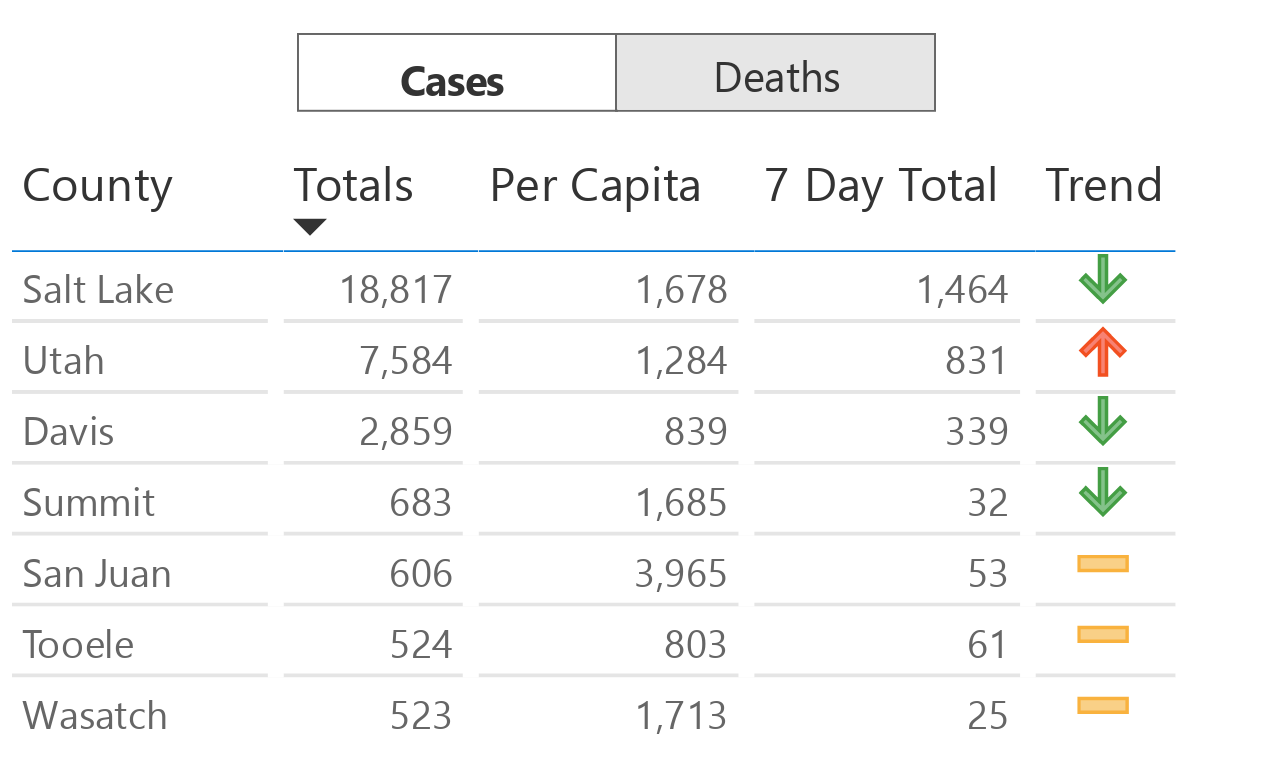 Cases Deaths
County Totals Per Capita 7 Day Total Trend
Salt Lake 18,817 1,678 1,464
Utah 7,584 1,284 831
Davis 2,859 839 339
Summit 683 1,685 32
San Juan 606 3,965 53
Tooele 524 803 61
Wasatch 523 1,713 25